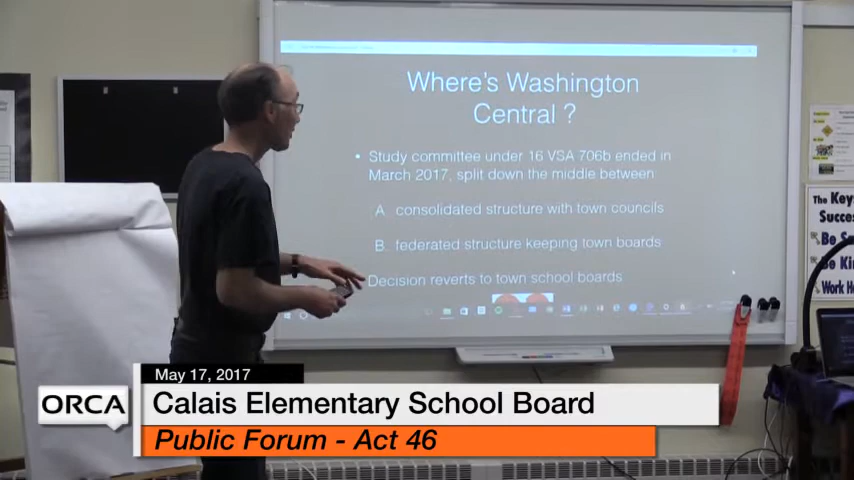 Where's Washington
Central ?
• Study committee under 16 VSA 706b ended in
March 2017, split down the middle between
A consolidated structure with town councils
B. federated structure keeping town boards
Decision reverts to town school boards
The Key
Succe
Be S
Be Ki
Work H
May 17, 2017
ORCA
Calais Elementary School Board
Public Forum - Act 46